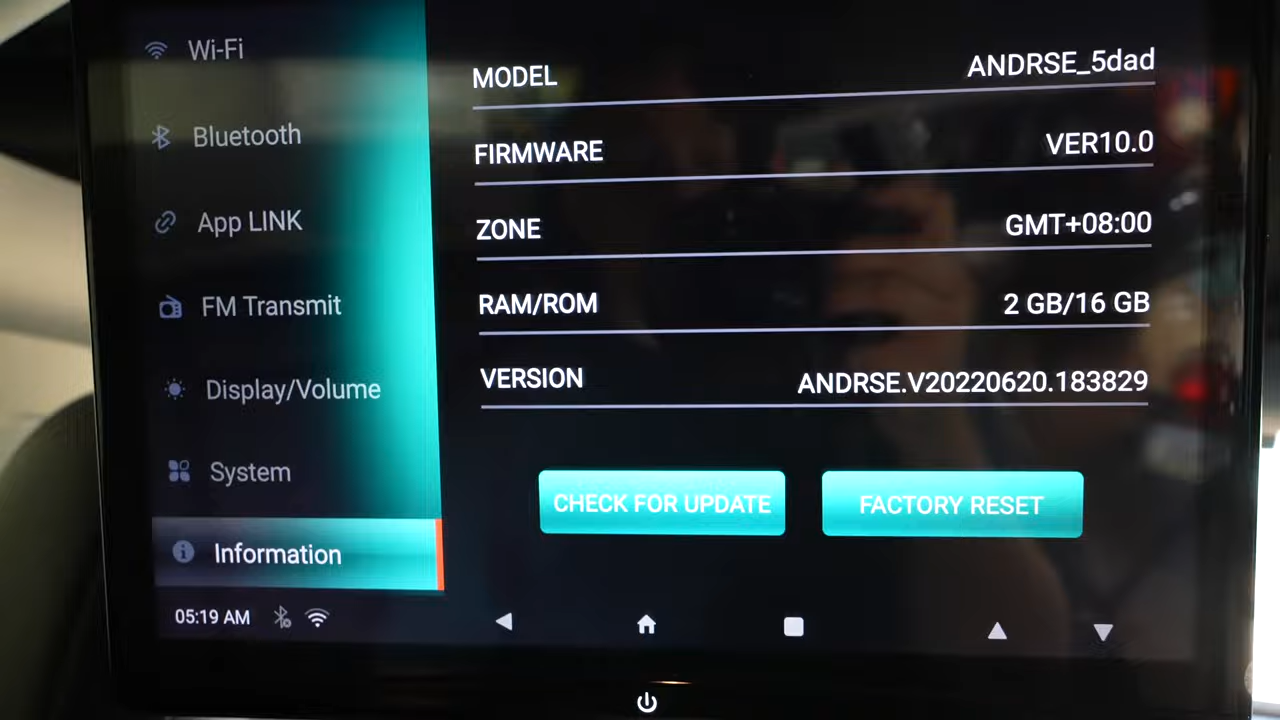 Wi-Fi
Bluetooth
App LINK
FM Transmit
Display/Volume
System
Information
05:19 AM
MODEL ANDRSE_5dad
FIRMWARE VER10.0
ZONE GMT+08:00
RAM/ROM 2 GB/16 GB
VERSION ANDRSE.V20220620.183829
CHECK FOR UPDATE FACTORY RESET